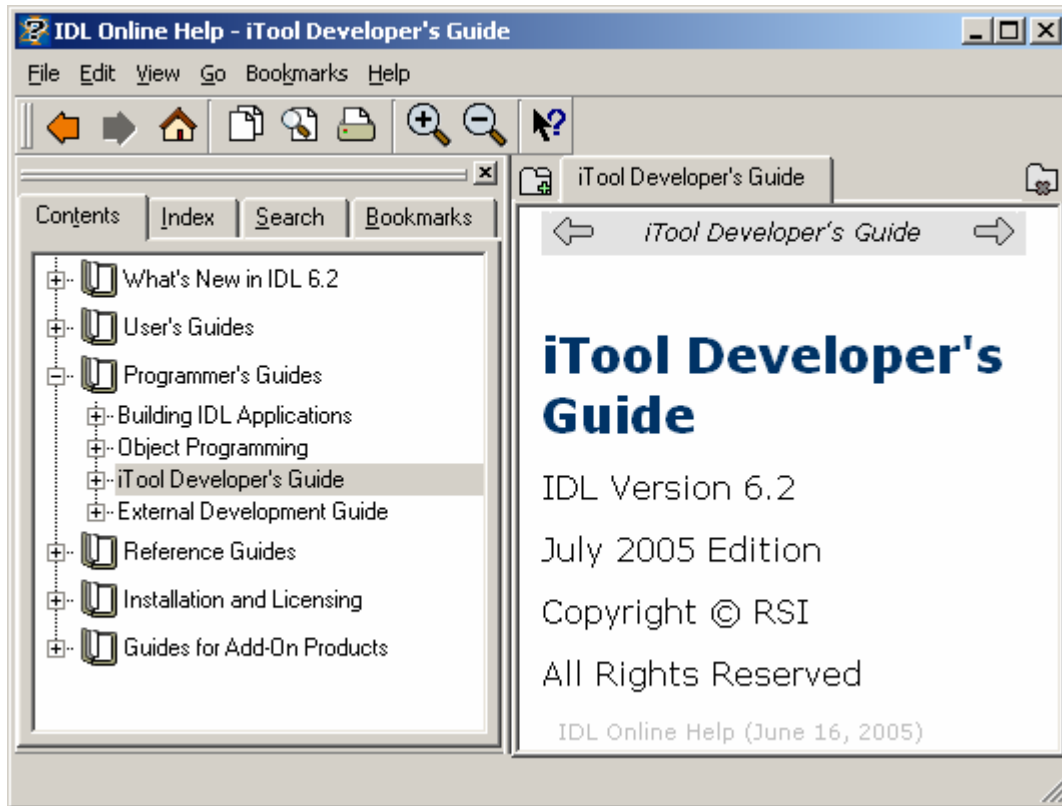 IDL Online Help - iTool Developer's Guide
File Edit View Go Bookmarks Help
Contents Index Search Bookmarks
What's New in IDL 6.2
User's Guides
Programmer's Guides
Building IDL Applications
Object Programming
iTool Developer's Guide
External Development Guide
Reference Guides
Installation and Licensing
Guides for Add-On Products
iTool Developer's Guide
iTool Developer's Guide
iTool Developer's
Guide
IDL Version 6.2
July 2005 Edition
Copyright © RSI
All Rights Reserved
IDL Online Help (June 16, 2005)